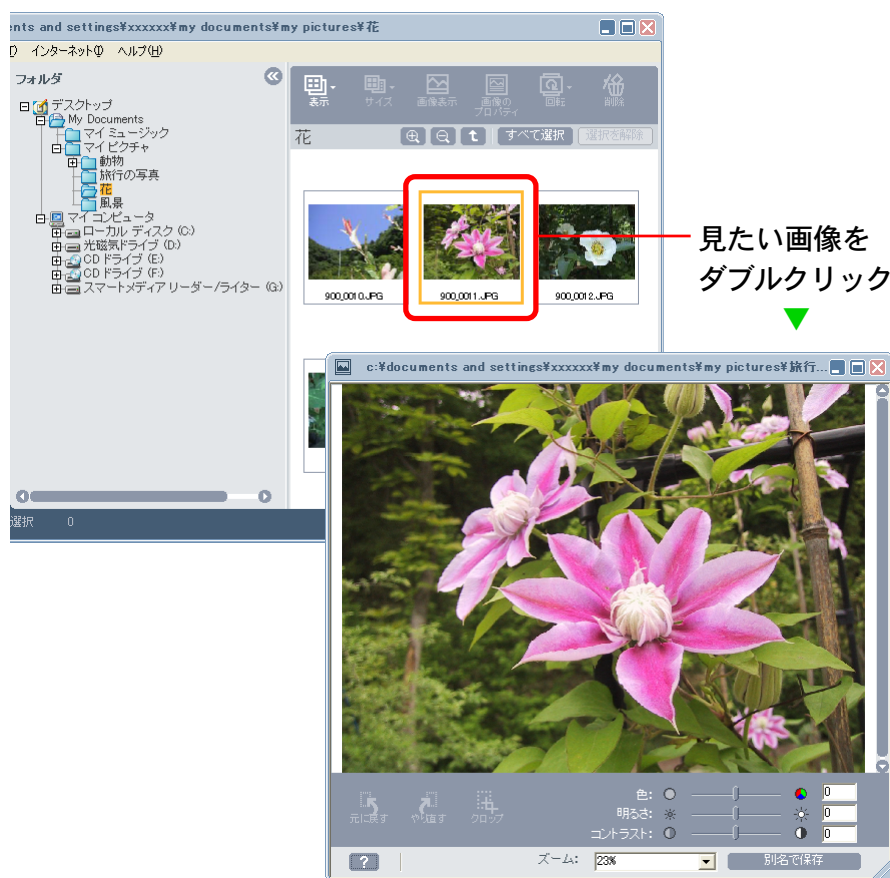 ents and settings¥xxxxxx¥my documents¥my pictures¥花
インターネット(I) ヘルプ(H)
フォルダ
デスクトップ
My Documents
マイ ミュージック
マイ ピクチャ
動物
旅行の写真
花
風景
マイ コンピュータ
ローカル ディスク (C:)
光磁気ドライブ (D:)
CD ドライブ (E:)
CD ドライブ (F:)
スマートメディア リーダー/ライター (G:)
選択 0
表示 サイズ 画像表示 画像の
プロパティ 回転 削除
花 すべて選択 選択を解除
900_0010.JPG 900_0011.JPG 900_0012.JPG
見たい画像を
ダブルクリック
c:¥documents and settings¥xxxxxx¥my documents¥my pictures¥旅行...
元に戻す やり直す クロップ
色: 0
明るさ: 0
コントラスト: 0
? ズーム: 23% 別名で保存